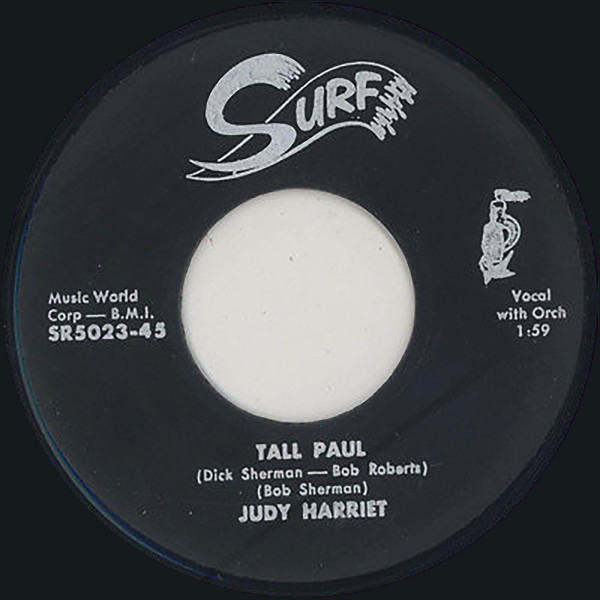 SURF
Music World
Corp — B.M.I.
SR5023-45
Vocal
with Orch
1:59
TALL PAUL
(Dick Sherman — Bob Roberts)
(Bob Sherman)
JUDY HARRIET